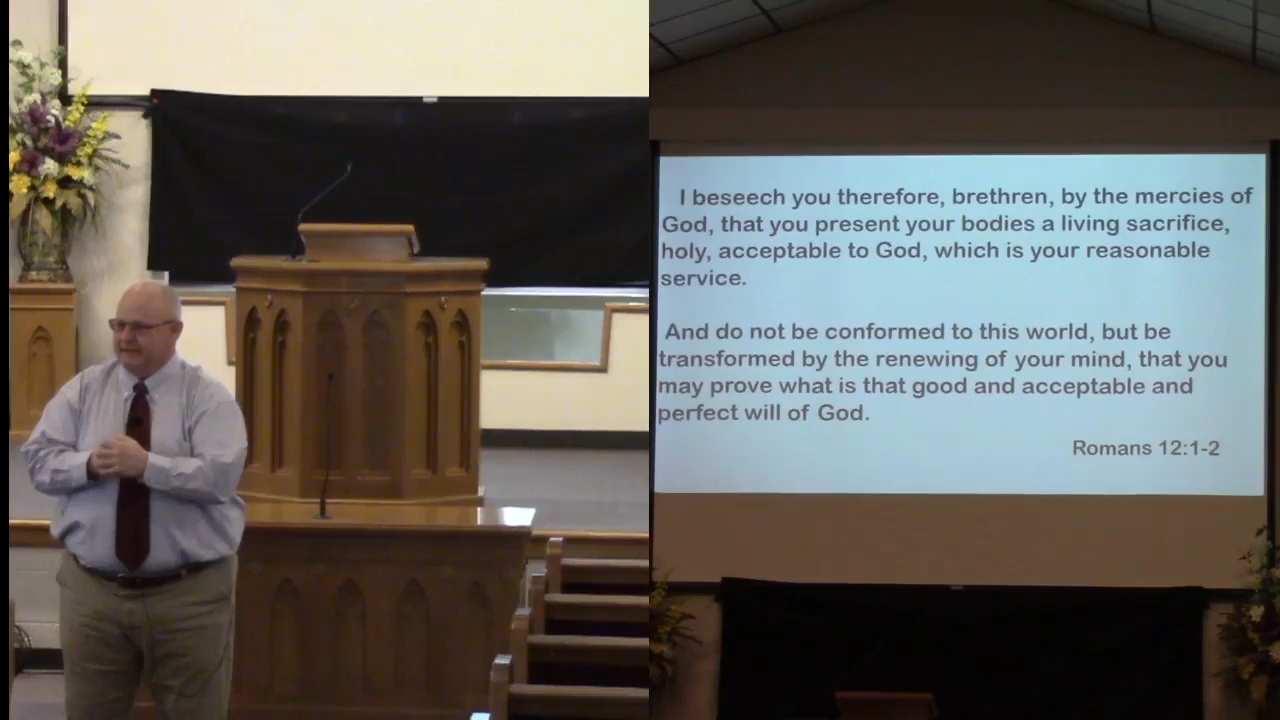 I beseech you therefore, brethren, by the mercies of
God, that you present your bodies a living sacrifice,
holy, acceptable to God, which is your reasonable
service.
And do not be conformed to this world, but be
transformed by the renewing of your mind, that you
may prove what is that good and acceptable and
perfect will of God.
Romans 12:1-2